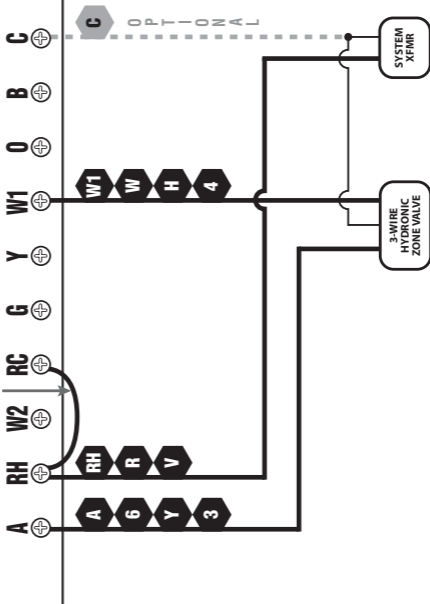 A RH W2 RC G Y W1 O B C
A
6
Y
3
RH
R
V
W1
W
H
4
C
OPTIONAL
3-WIRE
HYDRONIC
ZONE VALVE
SYSTEM
XFMR